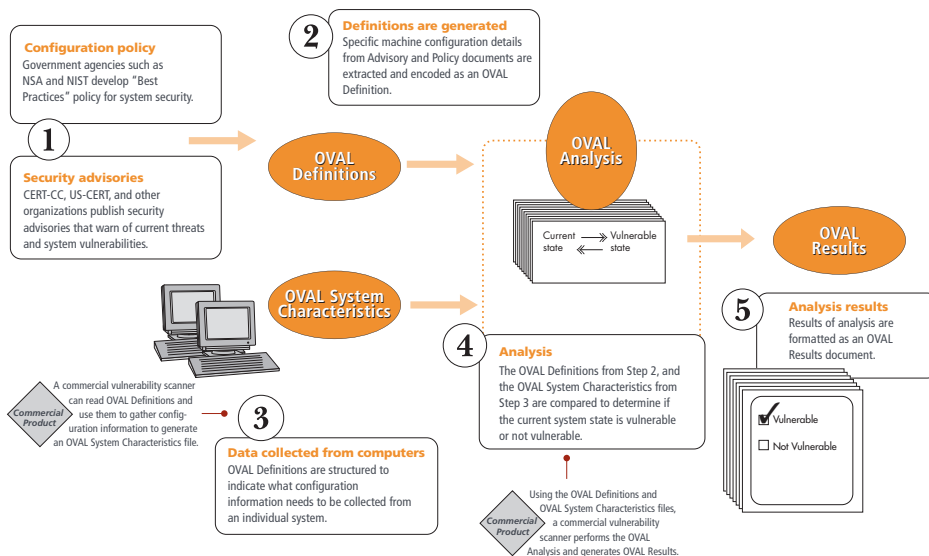 Configuration policy
Government agencies such as
NSA and NIST develop “Best
Practices” policy for system security.
1
Security advisories
CERT-CC, US-CERT, and other
organizations publish security
advisories that warn of current threats
and system vulnerabilities.
2
Definitions are generated
Specific machine configuration details
from Advisory and Policy documents are
extracted and encoded as an OVAL
Definition.
OVAL
Definitions
OVAL
Analysis
Current
state
Vulnerable
state
OVAL
Results
OVAL System
Characteristics
Commercial
Product
A commercial vulnerability scanner
can read OVAL Definitions and
use them to gather config-
uration information to generate
an OVAL System Characteristics file.
3
Data collected from computers
OVAL Definitions are structured to
indicate what configuration
information needs to be collected from
an individual system.
4
Analysis
The OVAL Definitions from Step 2, and
the OVAL System Characteristics from
Step 3 are compared to determine if
the current system state is vulnerable
or not vulnerable.
Commercial
Product
Using the OVAL Definitions and
OVAL System Characteristics files,
a commercial vulnerability
scanner performs the OVAL
Analysis and generates OVAL Results.
5
Analysis results
Results of analysis are
formatted as an OVAL
Results document.
Vulnerable
Not Vulnerable